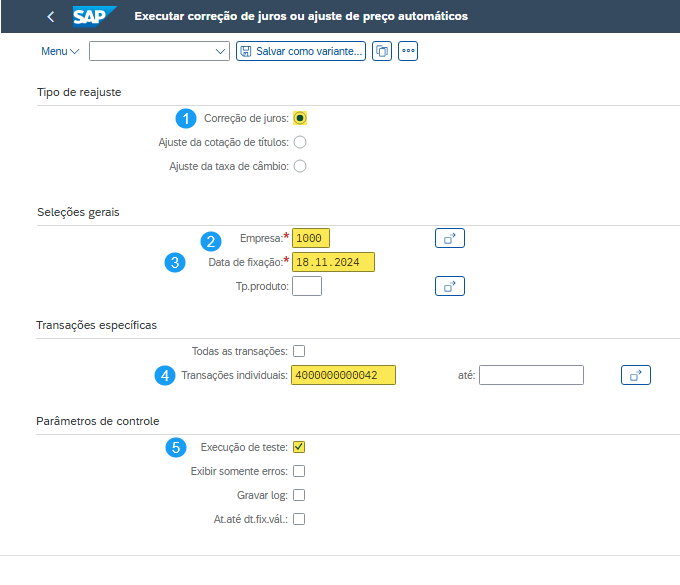 SAP Executar correção de juros ou ajuste de preço automáticos
Menu Salvar como variante...
Tipo de reajuste
1 Correção de juros:
Ajuste da cotação de títulos:
Ajuste da taxa de câmbio:
Seleções gerais
2 Empresa:* 1000
3 Data de fixação:* 18.11.2024
Tp.produto:
Transações específicas
Todas as transações:
4 Transações individuais: 4000000000042 até:
Parâmetros de controle
5 Execução de teste:
Exibir somente erros:
Gravar log:
At.até dt.fix.vál.: